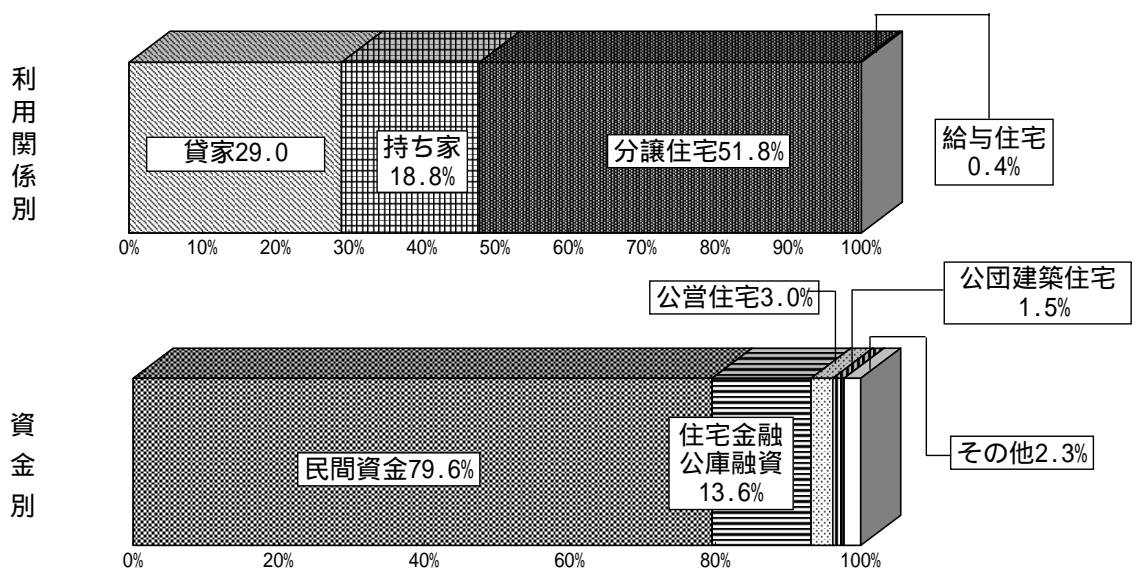 利用関係別
貸家29.0
持ち家
18.8%
分譲住宅51.8%
給与住宅
0.4%
0% 10% 20% 30% 40% 50% 60% 70% 80% 90% 100%
資金別
民間資金79.6%
住宅金融
公庫融資
13.6%
公営住宅3.0%
公団建築住宅
1.5%
その他2.3%
0% 20% 40% 60% 80% 100%